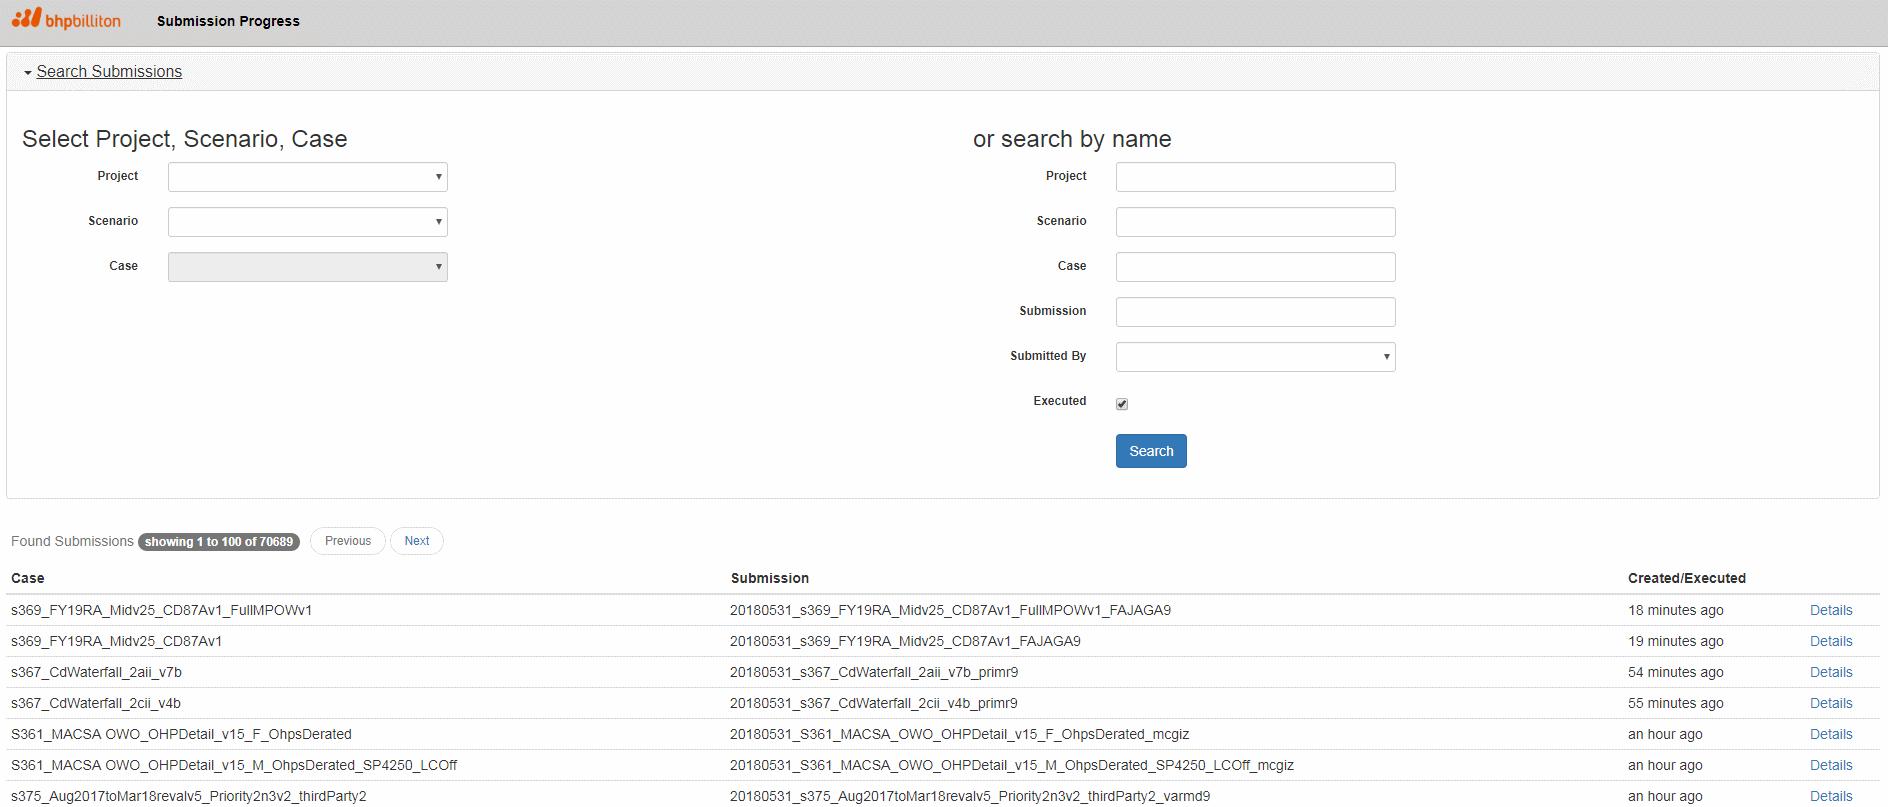 bhpbilliton Submission Progress
Search Submissions
Select Project, Scenario, Case
Project
Scenario
Case
or search by name
Project
Scenario
Case
Submission
Submitted By
Executed
Search
Found Submissions showing 1 to 100 of 70689 Previous Next
Case Submission Created/Executed
s369_FY19RA_Midv25_CD87Av1_FullMPOWv1 20180531_s369_FY19RA_Midv25_CD87Av1_FullMPOWv1_FAJAGA9 18 minutes ago Details
s369_FY19RA_Midv25_CD87Av1 20180531_s369_FY19RA_Midv25_CD87Av1_FAJAGA9 19 minutes ago Details
s367_CdWaterfall_2aii_v7b 20180531_s367_CdWaterfall_2aii_v7b_primr9 54 minutes ago Details
s367_CdWaterfall_2cii_v4b 20180531_s367_CdWaterfall_2cii_v4b_primr9 55 minutes ago Details
S361_MACSA OWO_OHPDetail_v15_F_OhpsDerated 20180531_S361_MACSA_OWO_OHPDetail_v15_F_OhpsDerated_mcgiz an hour ago Details
S361_MACSA OWO_OHPDetail_v15_M_OhpsDerated_SP4250_LCOff 20180531_S361_MACSA_OWO_OHPDetail_v15_M_OhpsDerated_SP4250_LCOff_mcgiz an hour ago Details
s375_Aug2017toMar18revalv5_Priority2n3v2_thirdParty2 20180531_s375_Aug2017toMar18revalv5_Priority2n3v2_thirdParty2_varmd9 an hour ago Details